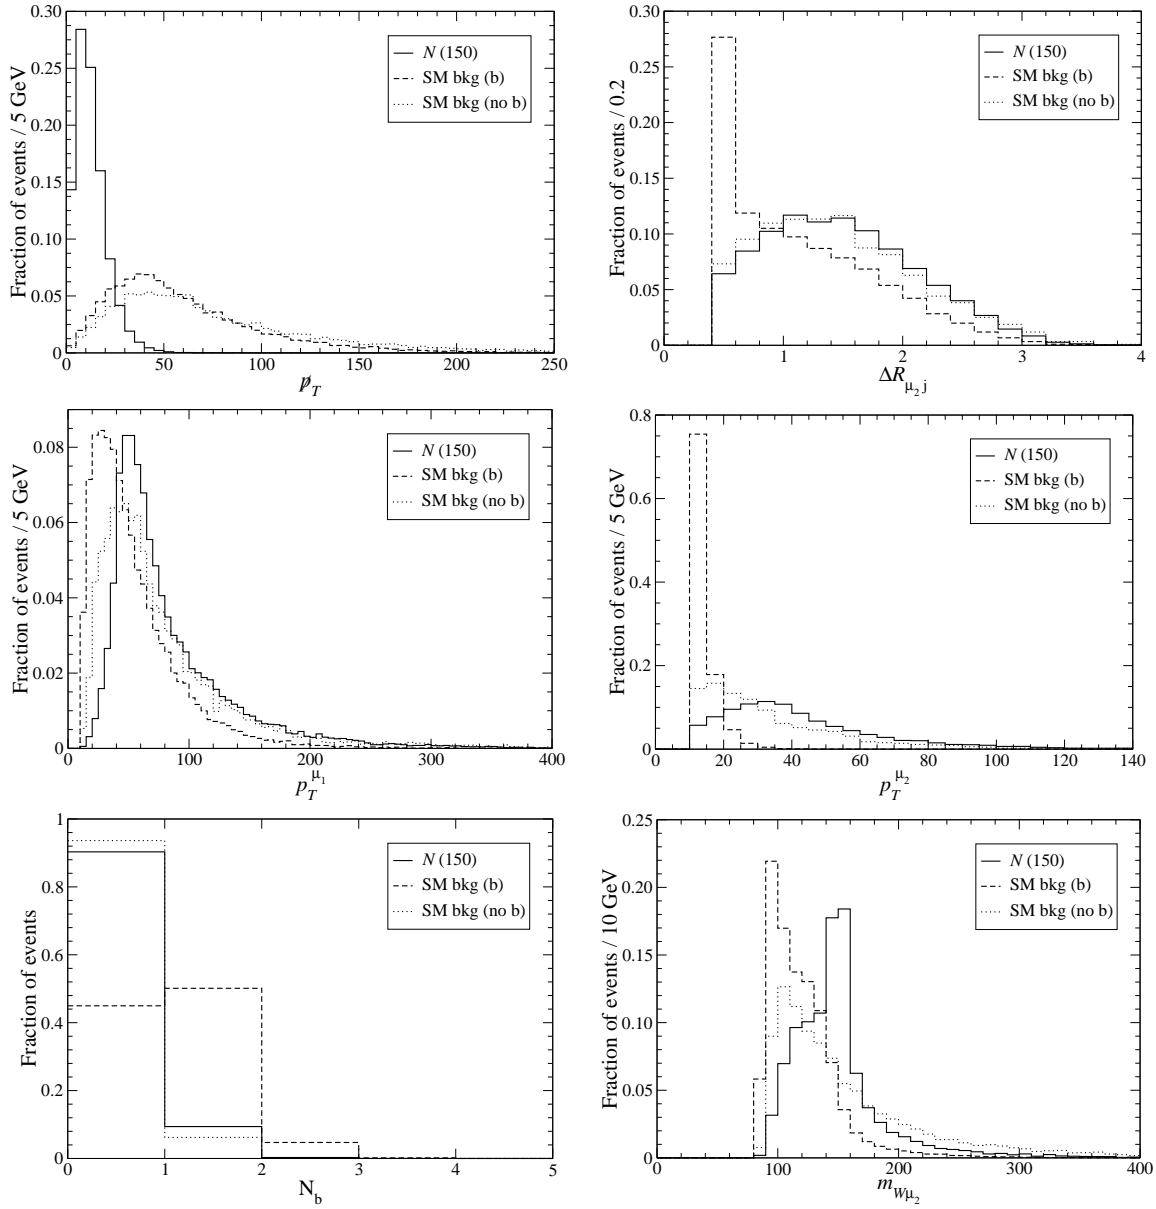 0.30
0.25
0.20
0.15
0.10
0.05
0
Fraction of events / 5 GeV
N (150)
SM bkg (b)
SM bkg (no b)
0 50 100 150 200 250
p̸_T
0.30
0.25
0.20
0.15
0.10
0.05
0
Fraction of events / 0.2
N (150)
SM bkg (b)
SM bkg (no b)
0 1 2 3 4
ΔR_μ₂ j
0.08
0.06
0.04
0.02
0
Fraction of events / 5 GeV
N (150)
SM bkg (b)
SM bkg (no b)
0 100 200 300 400
p_T^μ₁
0.8
0.6
0.4
0.2
0
Fraction of events / 5 GeV
N (150)
SM bkg (b)
SM bkg (no b)
0 20 40 60 80 100 120 140
p_T^μ₂
1
0.8
0.6
0.4
0.2
0
Fraction of events
N (150)
SM bkg (b)
SM bkg (no b)
0 1 2 3 4 5
N_b
0.25
0.20
0.15
0.10
0.05
0
Fraction of events / 10 GeV
N (150)
SM bkg (b)
SM bkg (no b)
0 100 200 300 400
m_Wμ₂